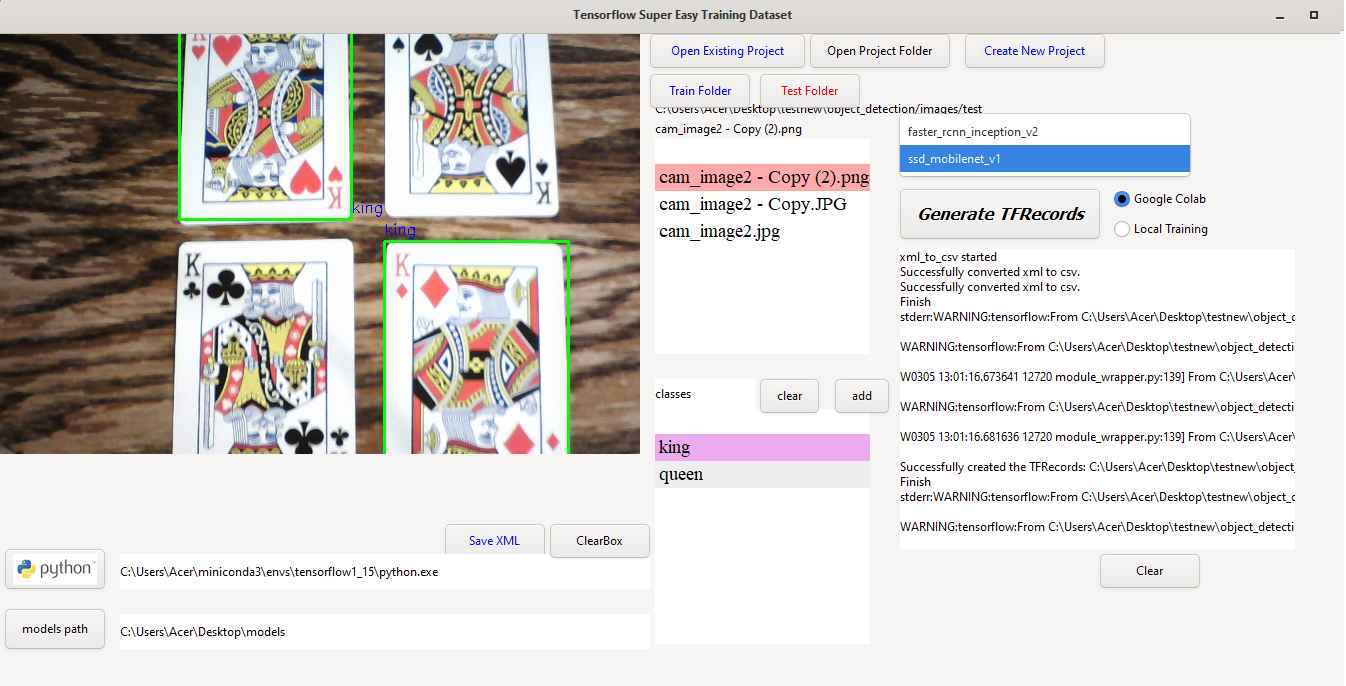 Tensorflow Super Easy Training Dataset
Open Existing Project
Open Project Folder
Create New Project
Train Folder
Test Folder
C:\Users\Acer\Desktop\testnew\object_detection/images/test
cam_image2 - Copy (2).png
cam_image2 - Copy (2).png
cam_image2 - Copy.JPG
cam_image2.jpg
faster_rcnn_inception_v2
ssd_mobilenet_v1
Generate TFRecords
Google Colab
Local Training
xml_to_csv started
Successfully converted xml to csv.
Successfully converted xml to csv.
Finish
stderr:WARNING:tensorflow:From C:\Users\Acer\Desktop\testnew\object_d
WARNING:tensorflow:From C:\Users\Acer\Desktop\testnew\object_detecti
W0305 13:01:16.673641 12720 module_wrapper.py:139] From C:\Users\Acer\
WARNING:tensorflow:From C:\Users\Acer\Desktop\testnew\object_detecti
W0305 13:01:16.681636 12720 module_wrapper.py:139] From C:\Users\Acer\
Successfully created the TFRecords: C:\Users\Acer\Desktop\testnew\object_
Finish
stderr:WARNING:tensorflow:From C:\Users\Acer\Desktop\testnew\object_d
WARNING:tensorflow:From C:\Users\Acer\Desktop\testnew\object_detecti
Clear
K
king
K
king
K
K
classes
clear
add
king
queen
Save XML
ClearBox
python
C:\Users\Acer\miniconda3\envs\tensorflow1_15\python.exe
models path
C:\Users\Acer\Desktop\models